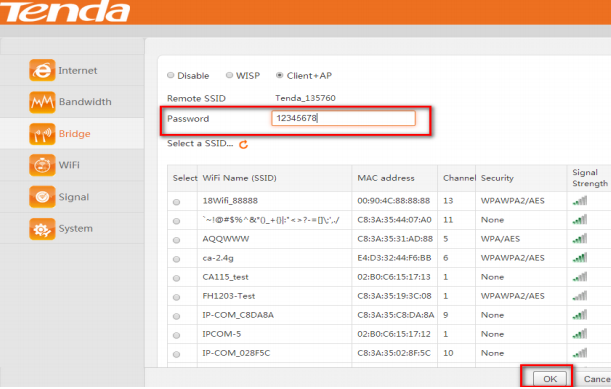 Tenda
Internet
Bandwidth
Bridge
WiFi
Signal
System
Disable WISP Client+AP
Remote SSID Tenda_135760
Password 12345678
Select a SSID...
Select WiFi Name (SSID) MAC address Channel Security Signal Strength
18Wifi_88888 00:90:4C:88:88:88 13 WPAWPA2/AES
`~!@#$%^&*()_+{}|:"<>?-=[]\;',./ C8:3A:35:44:07:A0 11 None
AQQWWW C8:3A:35:31:AD:88 5 WPA/AES
ca-2.4g E4:D3:32:44:F6:BB 6 WPAWPA2/AES
CA115_test 02:B0:C6:15:17:13 1 None
FH1203-Test C8:3A:35:19:3C:08 1 WPAWPA2/AES
IP-COM_C8DA8A C8:3A:35:C8:DA:8A 9 None
IPCOM-5 02:B0:C6:15:17:12 1 None
IP-COM_028F5C C8:3A:35:02:8F:5C 10 None
OK Cance